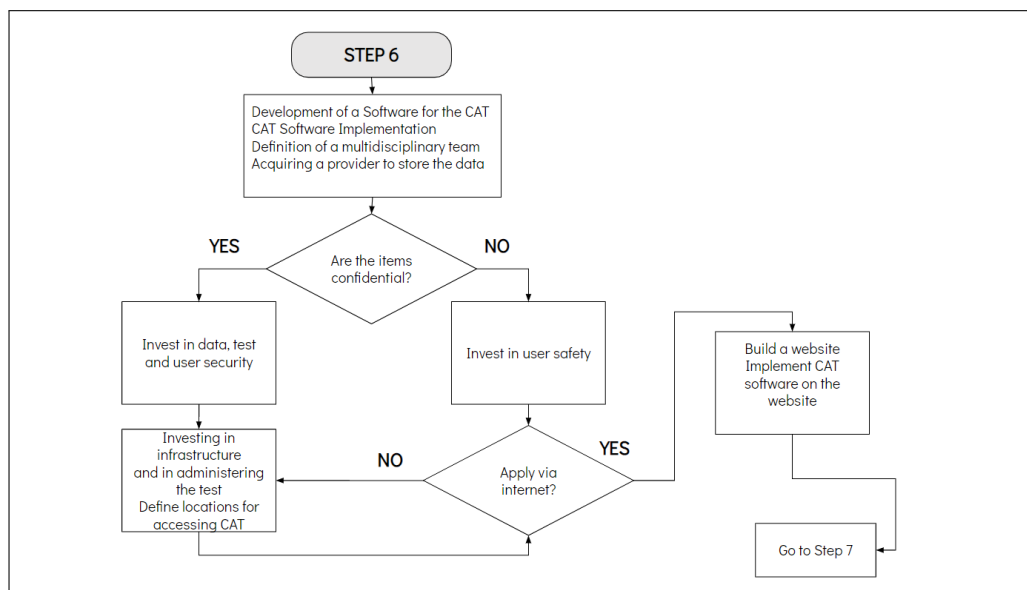 STEP 6
Development of a Software for the CAT
CAT Software Implementation
Definition of a multidisciplinary team
Acquiring a provider to store the data
YES
NO
Are the items
confidential?
Invest in data, test
and user security
Invest in user safety
Build a website
Implement CAT
software on the
website
Investing in
infrastructure
and in administering
the test
Define locations for
accessing CAT
NO
Apply via
internet?
YES
Go to Step 7